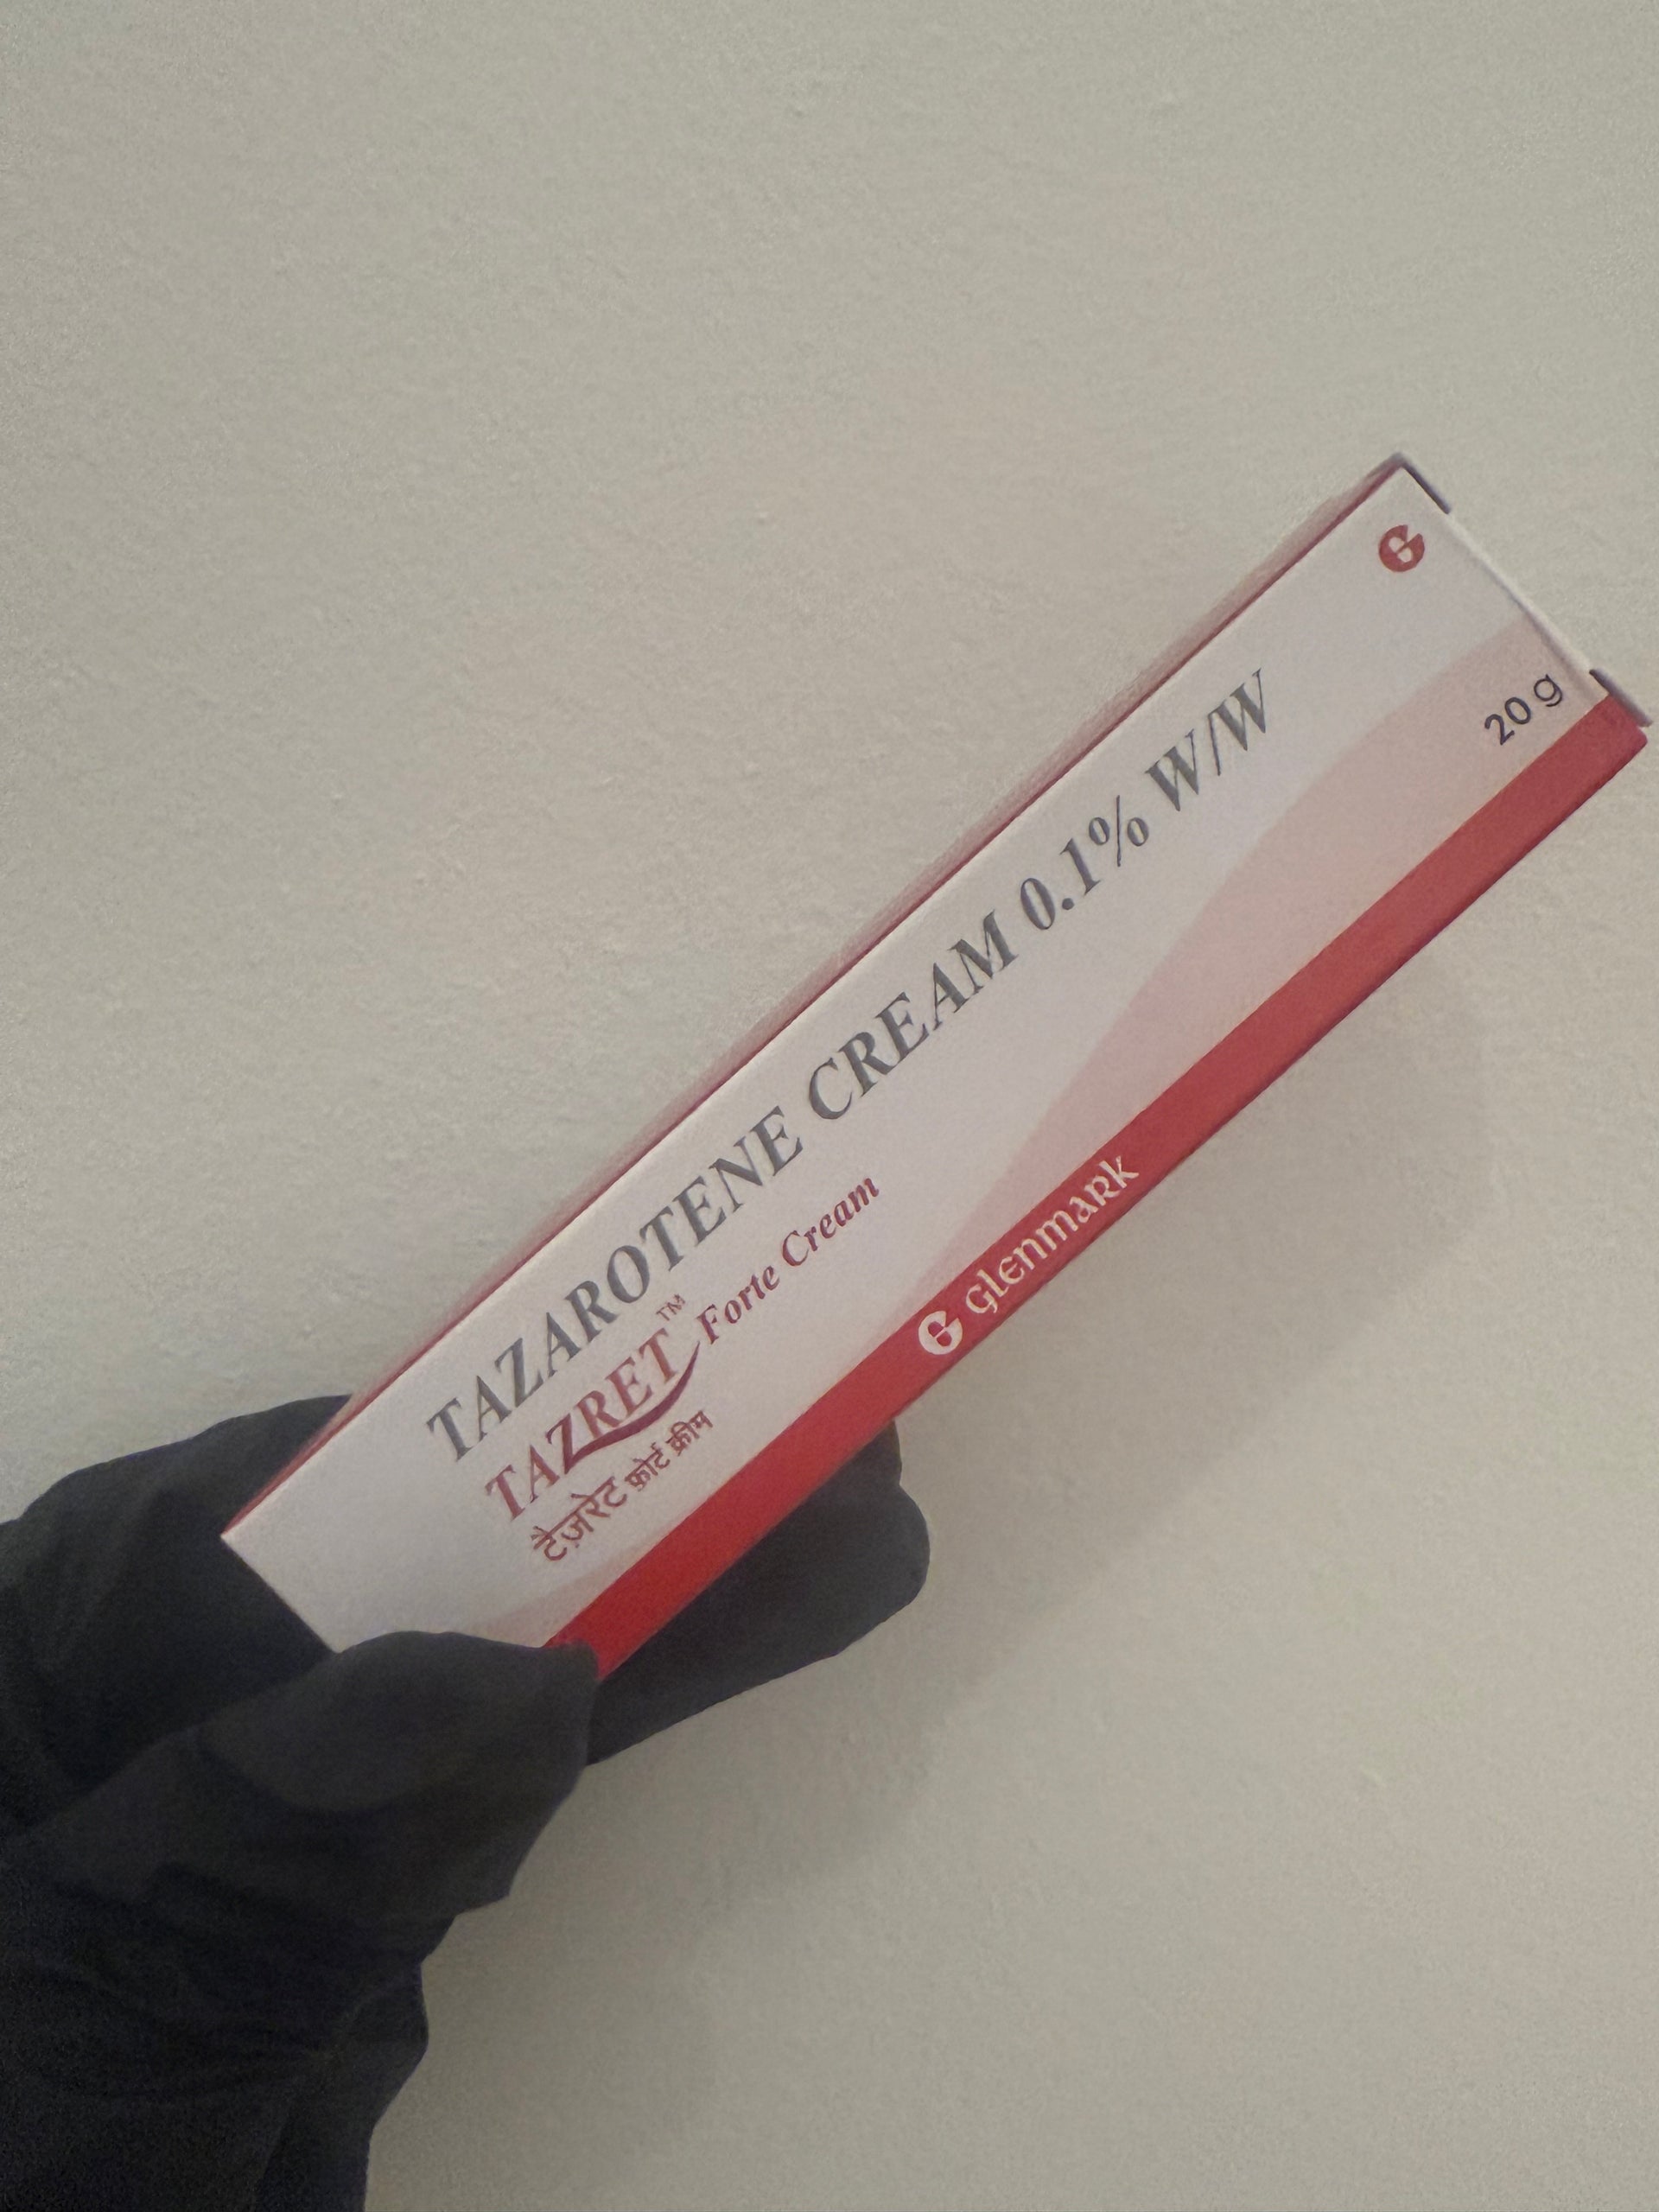 TAZAROTENE CREAM 0.1% W/W
TAZRET™ Forte Cream
टैज़रेट फ़ोर्ट क्रीम
20 g
G glenmark
G